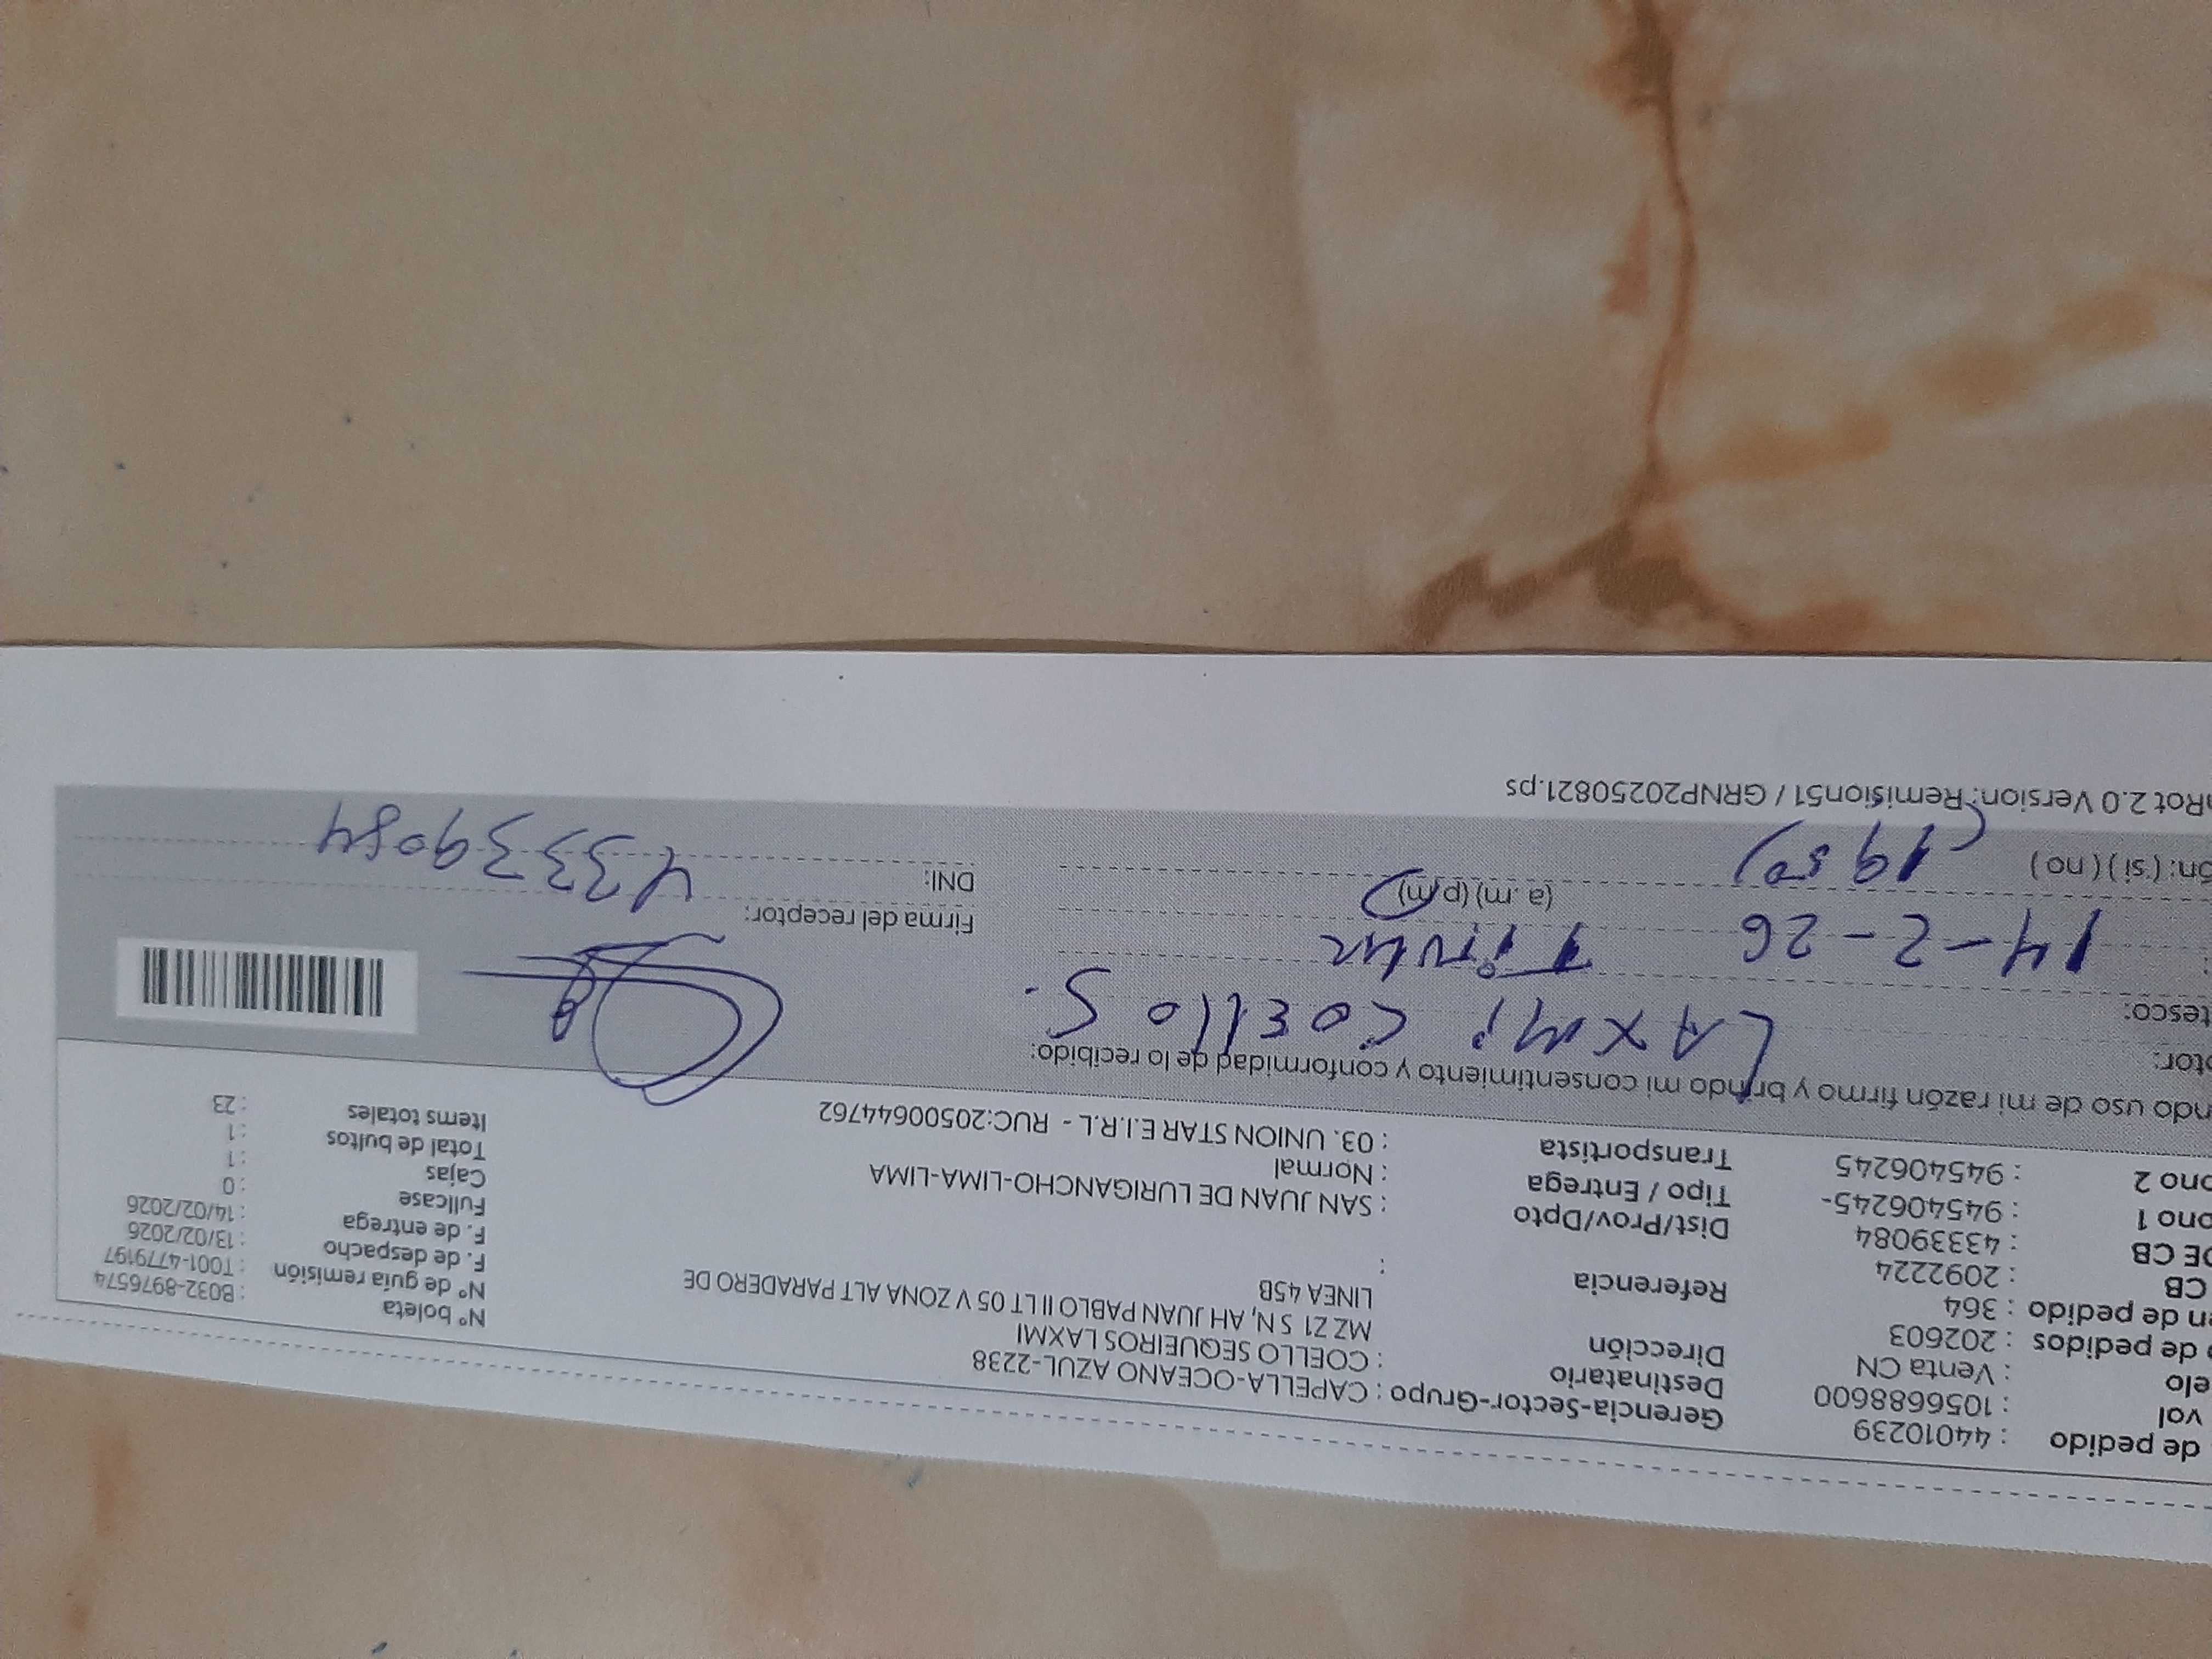 de pedido : 44010239
vol : 1056688600
elo : Venta CN
de pedidos : 202603
en de pedido : 364
CB : 2092224
DE CB : 43339084
ono 1 : 945406245-
ono 2 : 945406245
Gerencia-Sector-Grupo : CAPELLA-OCEANO AZUL-2238
Destinatario : COELLO SEQUEIROS LAXMI
Dirección MZ Z1 S N, AH JUAN PABLO II LT 05 V ZONA ALT PARADERO DE
LINEA 45B
Referencia :
Dist/Prov/Dpto : SAN JUAN DE LURIGANCHO-LIMA-LIMA
Tipo / Entrega : Normal
Transportista : 03. UNION STAR E.I.R.L - RUC:20500644762
N° boleta : B032-8976574
N° de guía remisión : T001-4779197
F. de despacho : 13/02/2026
F. de entrega : 14/02/2026
Fullcase : 0
Cajas : 1
Total de bultos : 1
Items totales : 23
ndo uso de mi razón firmo y brindo mi consentimiento y conformidad de lo recibido:
ptor: LAXMi COEllo S.
tesco: Titular
: 14-2-26 (a. m) (p.m)
ón: ( si ) ( no )
Firma del receptor:
DNI: 43339084
Rot 2.0 Version: Remision51 / GRNP20250821.ps